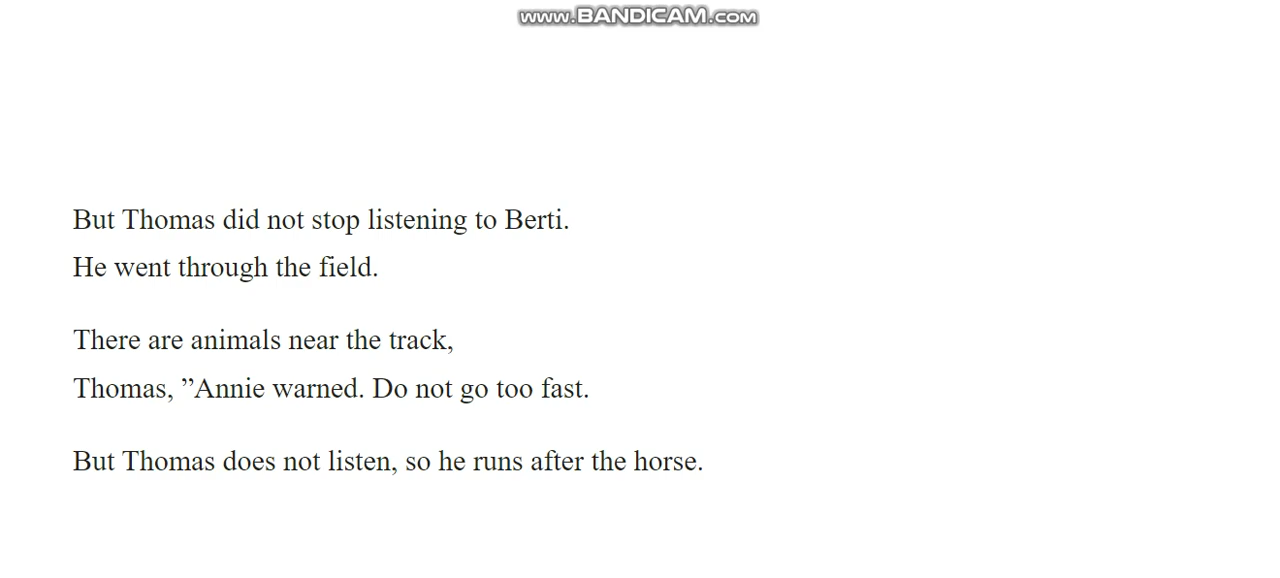 www.BANDICAM.com
But Thomas did not stop listening to Berti.
He went through the field.
There are animals near the track,
Thomas, ”Annie warned. Do not go too fast.
But Thomas does not listen, so he runs after the horse.